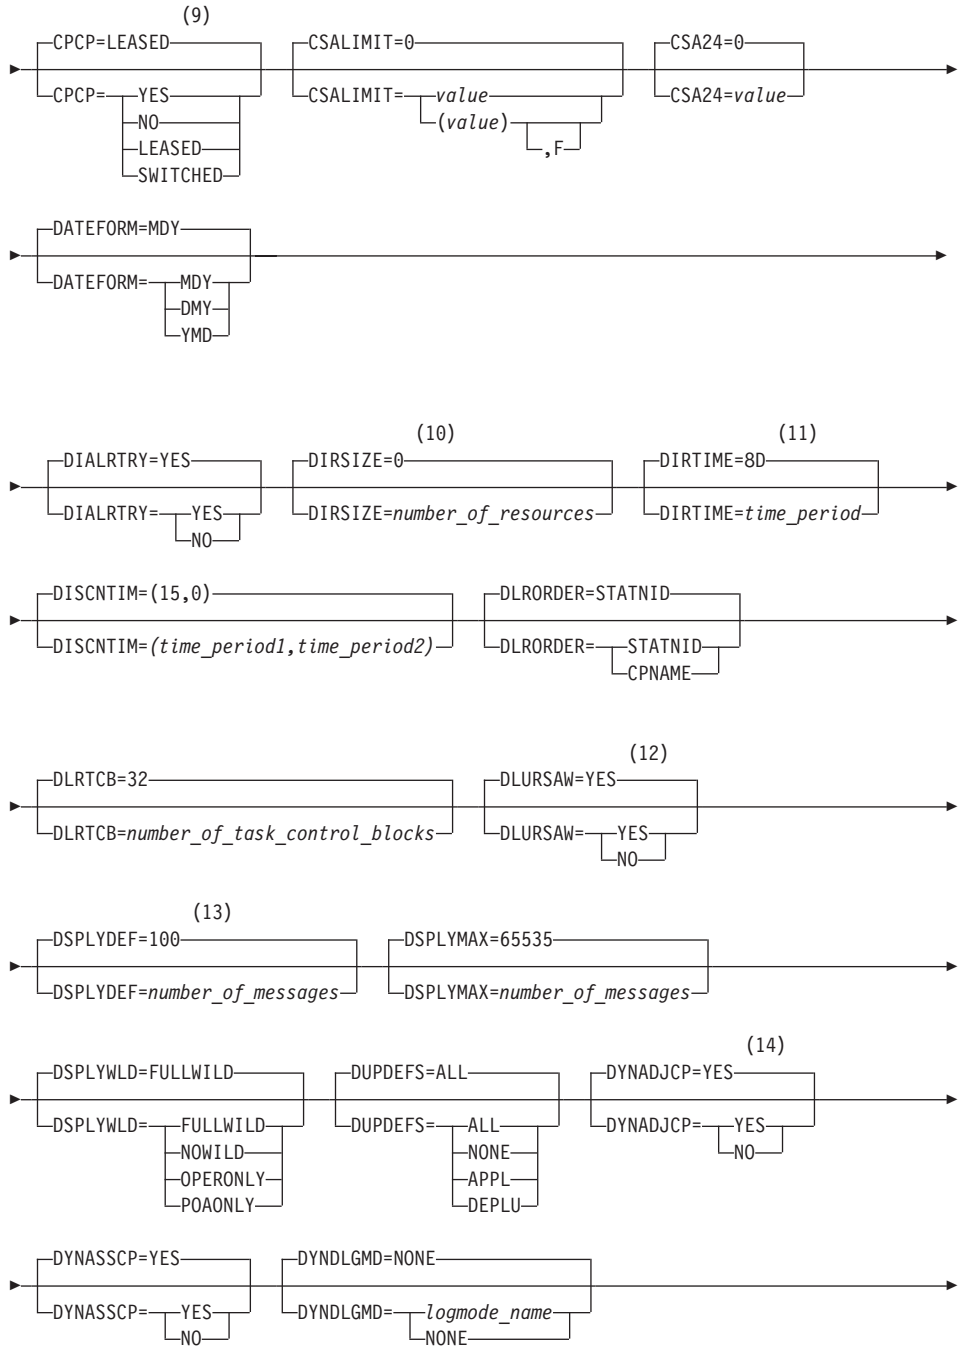 (9)
CPCP=LEASED CSALIMIT=0 CSA24=0
CPCP= YES CSALIMIT= value CSA24=value
NO (value)
LEASED ,F
SWITCHED
DATEFORM=MDY
DATEFORM= MDY
DMY
YMD
(10) (11)
DIALRTRY=YES DIRSIZE=0 DIRTIME=8D
DIALRTRY= YES DIRSIZE=number_of_resources DIRTIME=time_period
NO
DISCNTIM=(15,0) DLRORDER=STATNID
DISCNTIM=(time_period1,time_period2) DLRORDER= STATNID
CPNAME
(12)
DLRTCB=32 DLURSAW=YES
DLRTCB=number_of_task_control_blocks DLURSAW= YES
NO
(13)
DSPLYDEF=100 DSPLYMAX=65535
DSPLYDEF=number_of_messages DSPLYMAX=number_of_messages
(14)
DSPLYWLD=FULLWILD DUPDEFS=ALL DYNADJCP=YES
DSPLYWLD= FULLWILD DUPDEFS= ALL DYNADJCP= YES
NOWILD NONE NO
OPERONLY APPL
POAONLY DEPLU
DYNASSCP=YES DYNDLGMD=NONE
DYNASSCP= YES DYNDLGMD= logmode_name
NO NONE